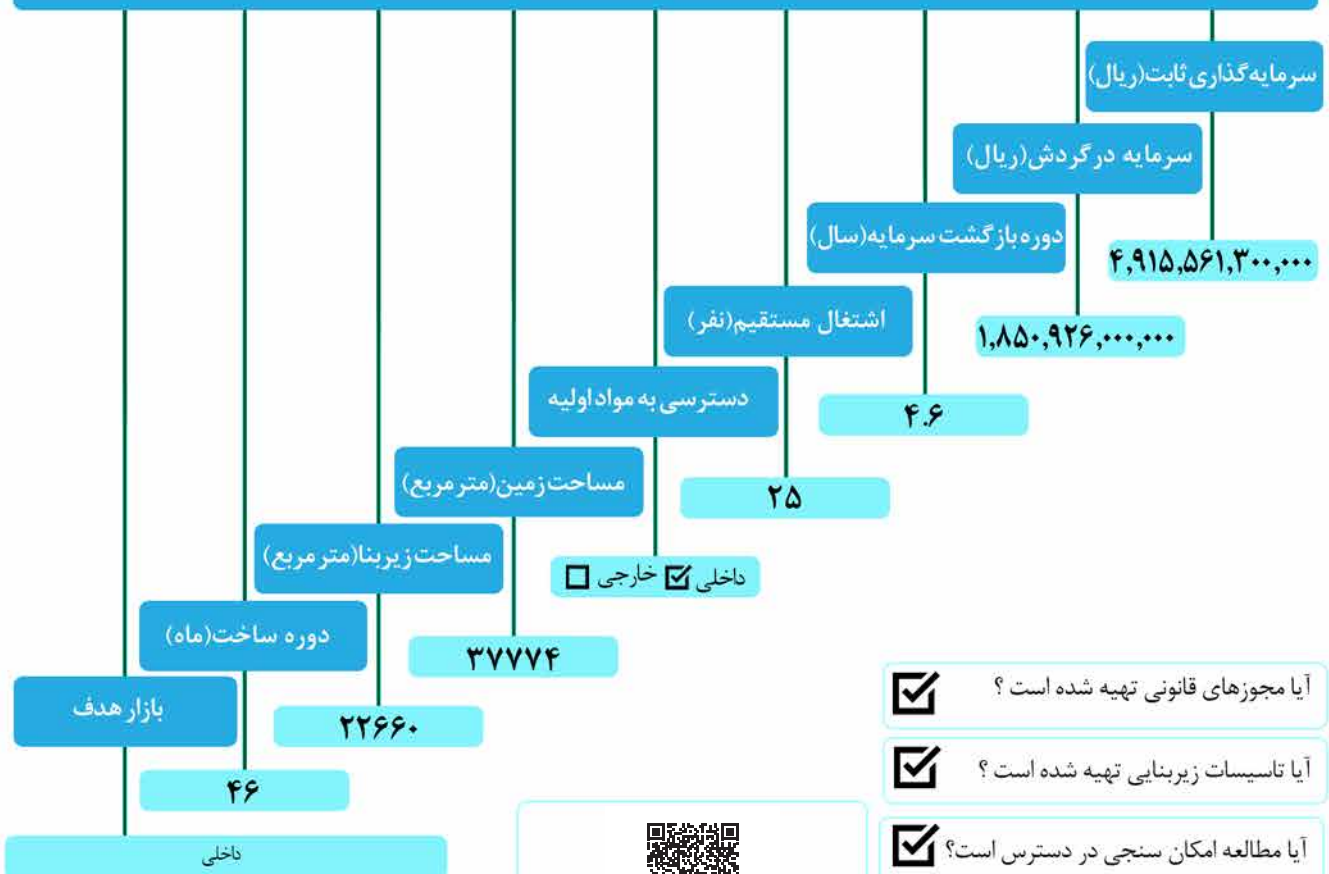 سرمایه‌گذاری ثابت(ریال)
۴,۹۱۵,۵۶۱,۳۰۰,۰۰۰
سرمایه در گردش(ریال)
۱,۸۵۰,۹۲۶,۰۰۰,۰۰۰
دوره بازگشت سرمایه(سال)
۴.۶
اشتغال مستقیم(نفر)
۲۵
دسترسی به مواد اولیه
داخلی ☑ خارجی ☐
مساحت زمین(متر مربع)
۳۷۷۷۴
مساحت زیربنا(متر مربع)
۲۲۶۶۰
دوره ساخت(ماه)
۴۶
بازار هدف
داخلی
آیا مجوزهای قانونی تهیه شده است ؟ ☑
آیا تاسیسات زیربنایی تهیه شده است ؟ ☑
آیا مطالعه امکان سنجی در دسترس است؟ ☑